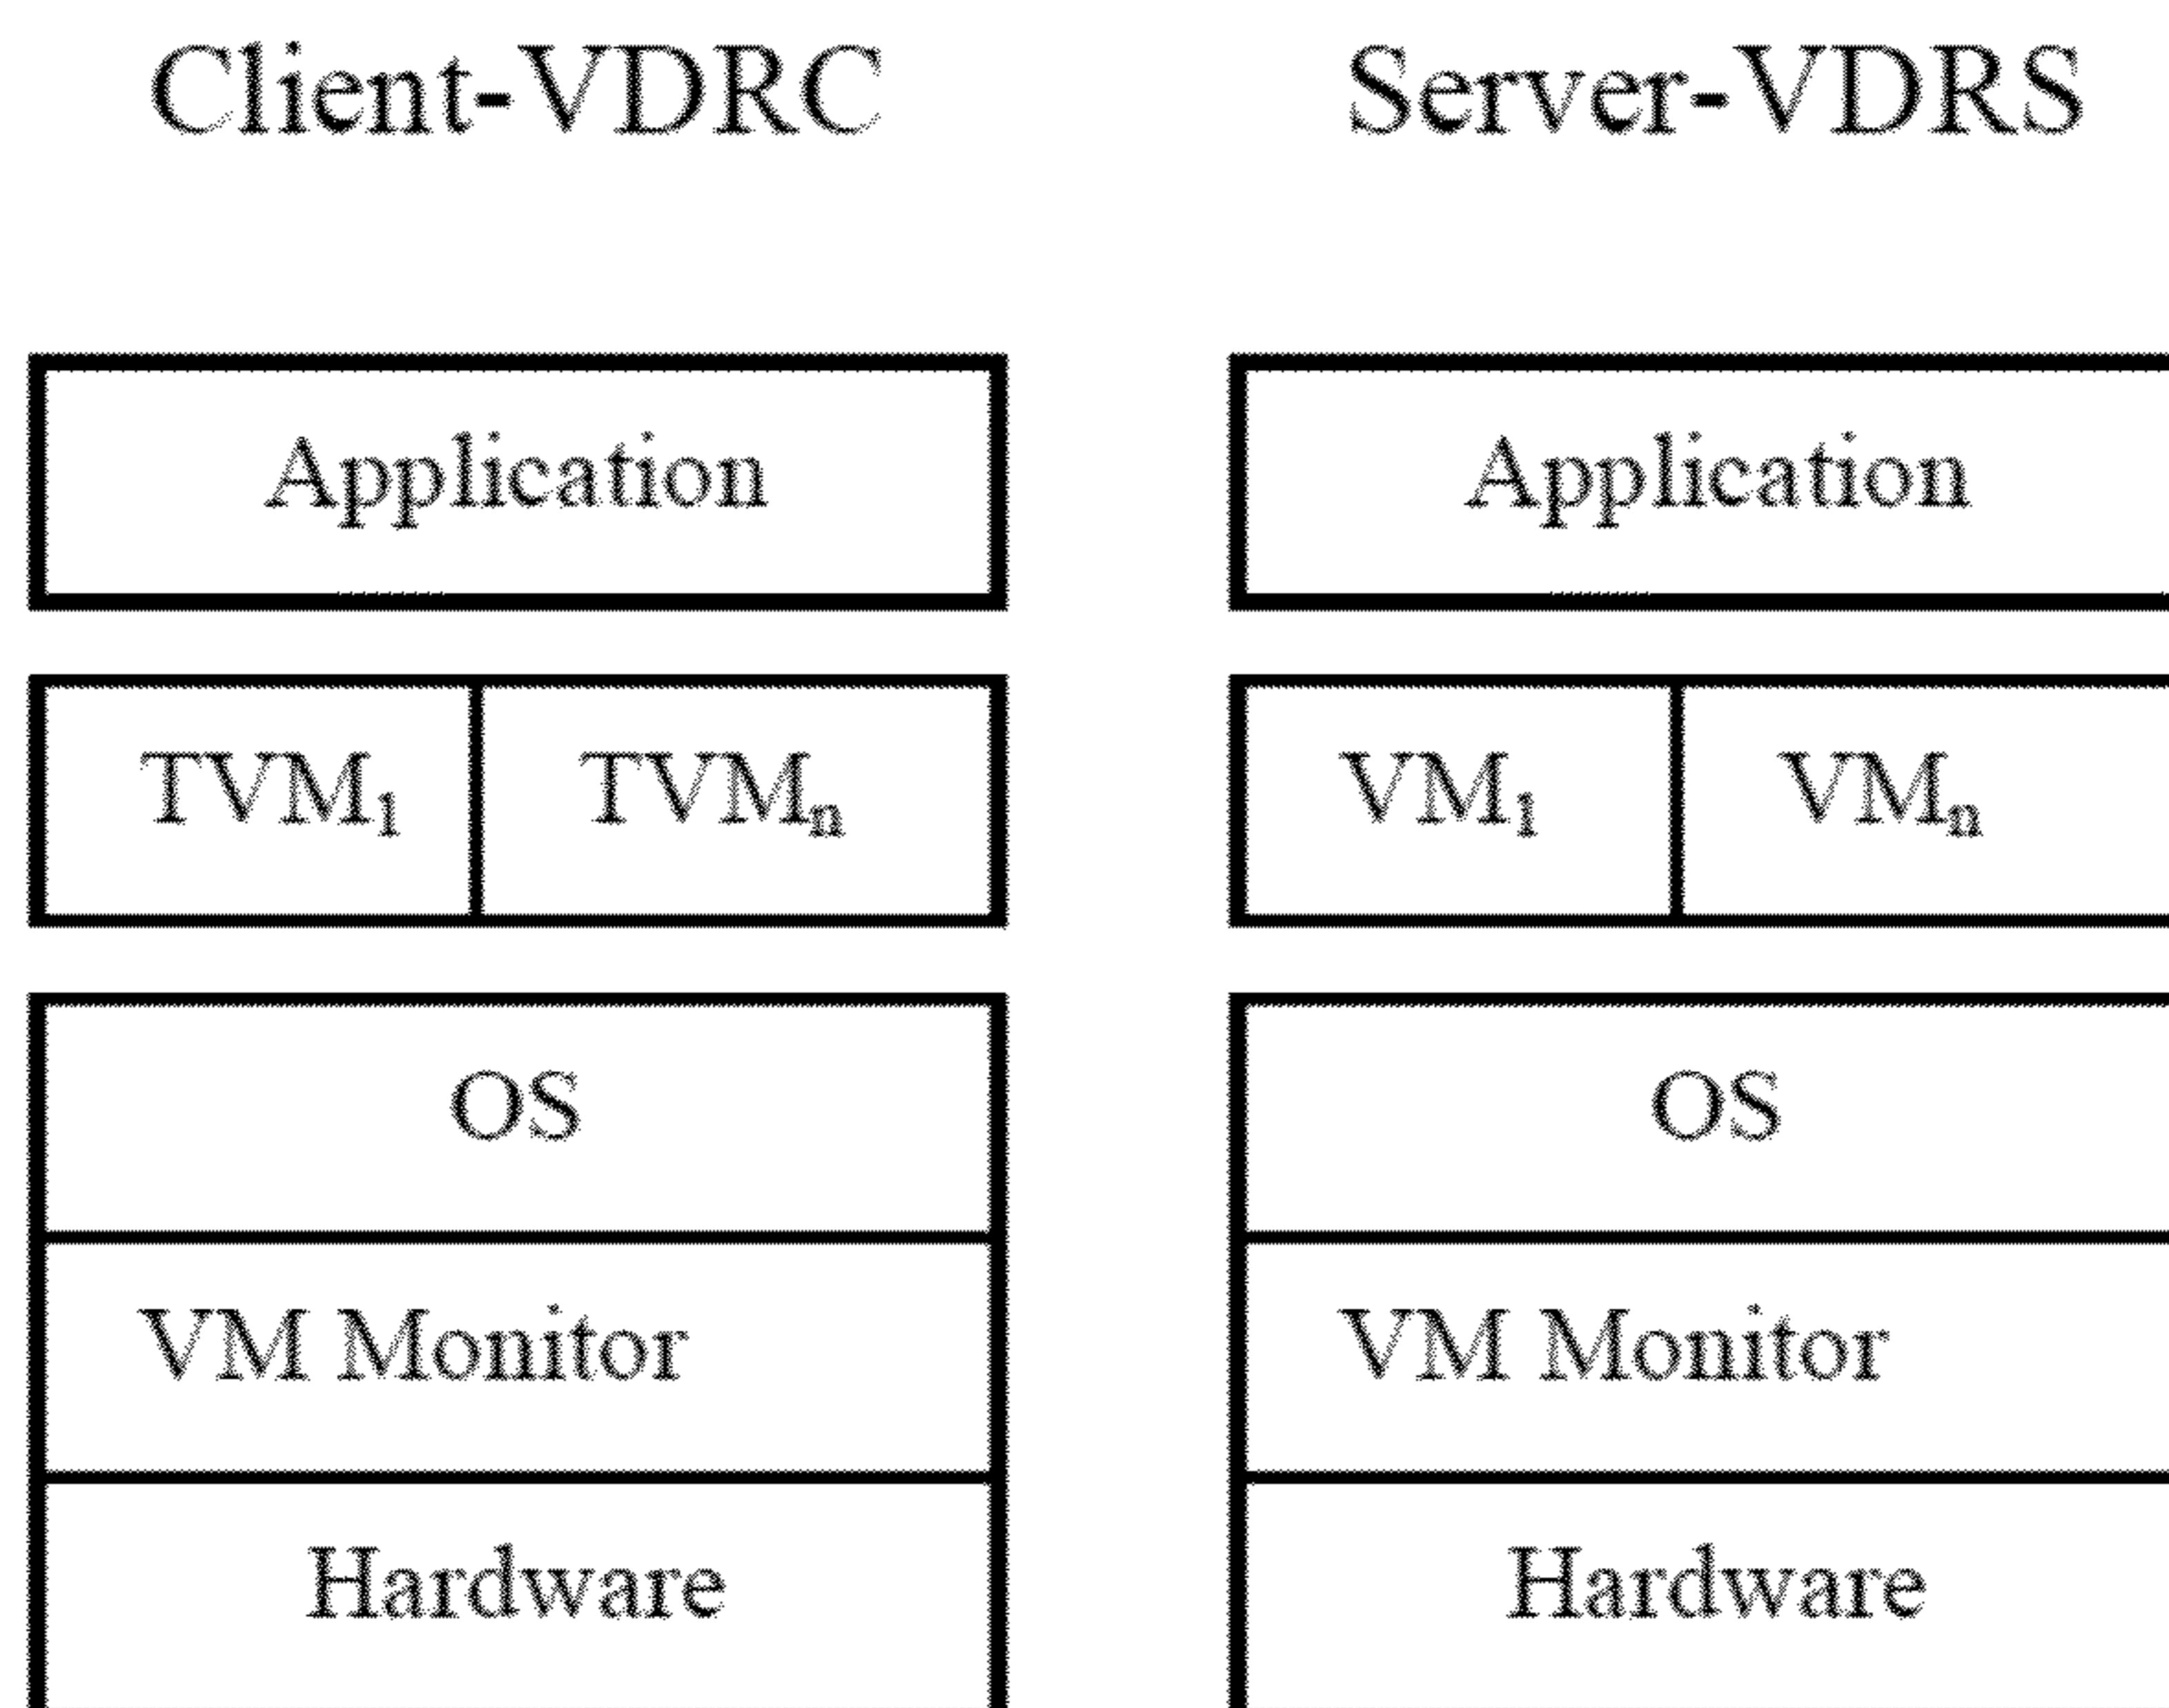 Client-VDRC Server-VDRS
Application Application
TVM₁ TVMₙ VM₁ VMₙ
OS OS
VM Monitor VM Monitor
Hardware Hardware